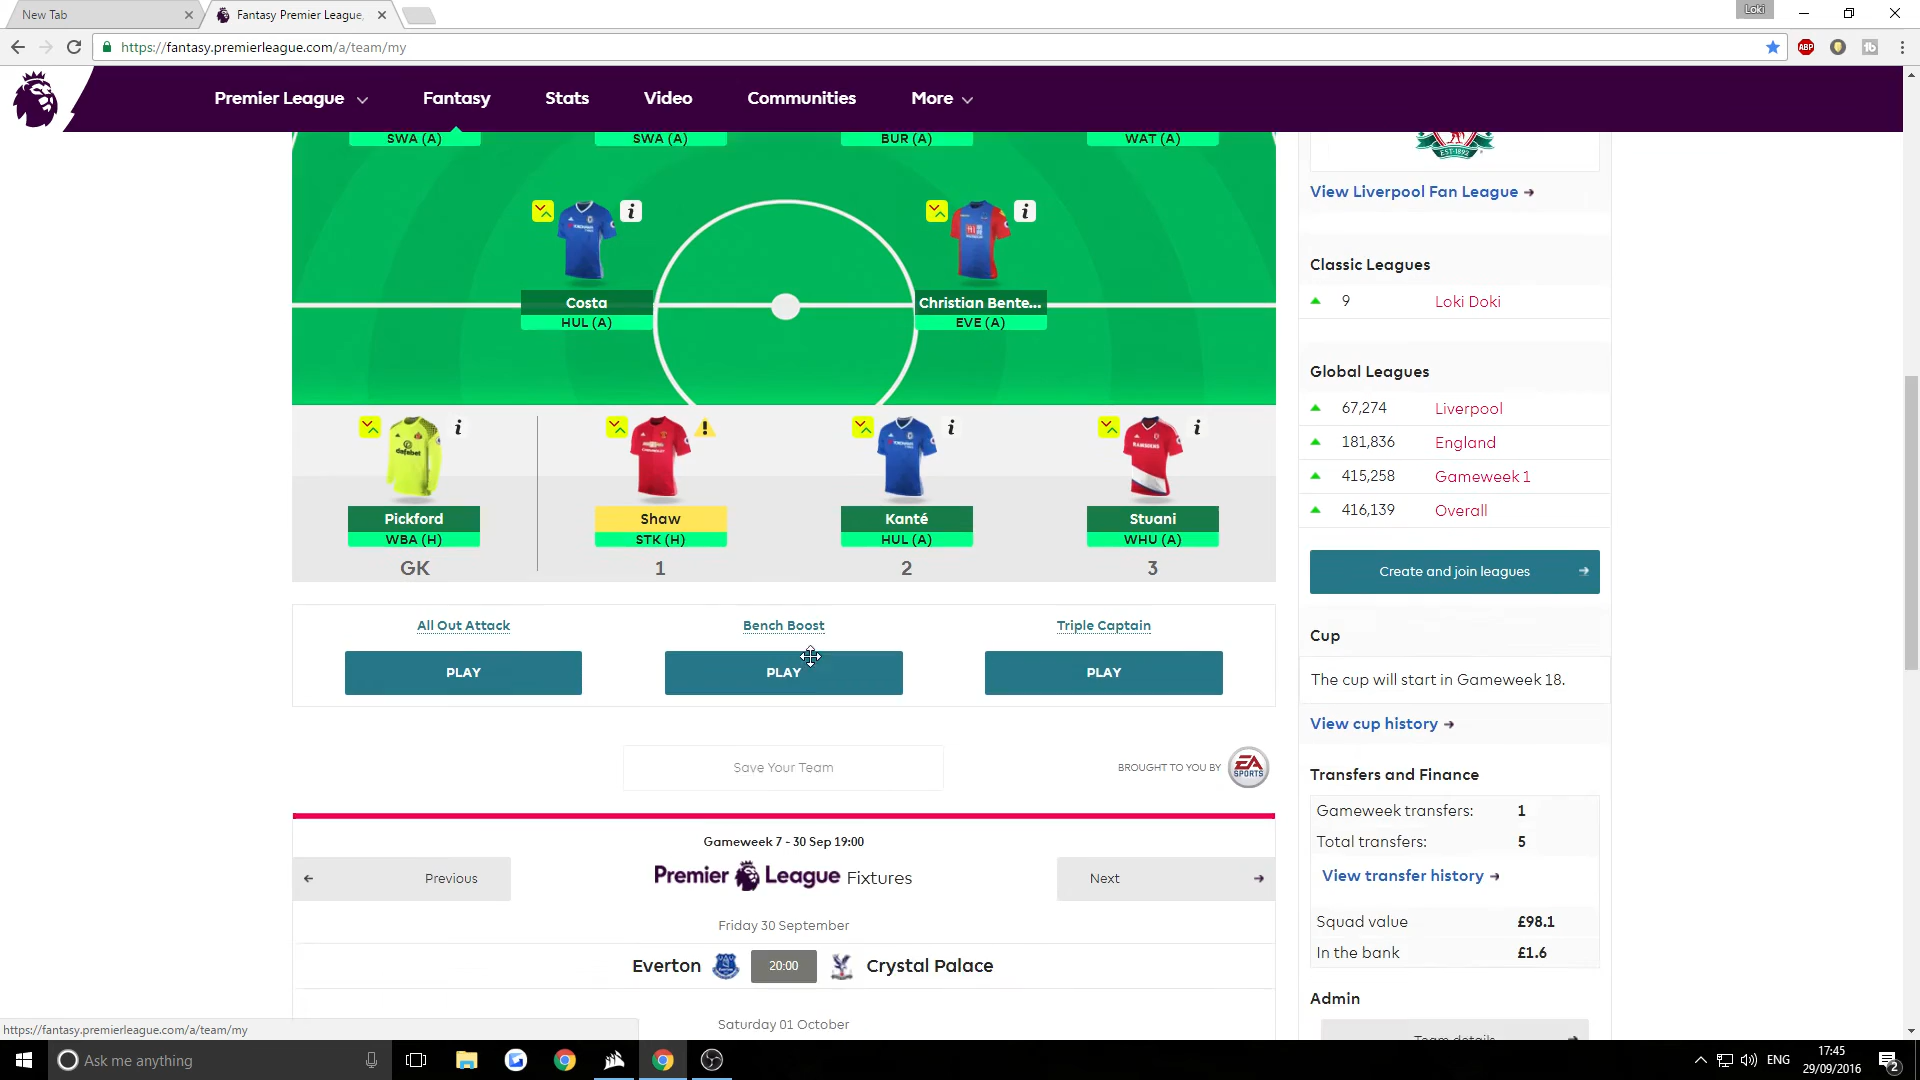 New Tab
Fantasy Premier League,
Loki
https://fantasy.premierleague.com/a/team/my
ABP
Premier League
Fantasy
Stats
Video
Communities
More
SWA (A)
SWA (A)
BUR (A)
WAT (A)
EST·1892
View Liverpool Fan League
Costa
HUL (A)
Christian Bente...
EVE (A)
Classic Leagues
9 Loki Doki
Global Leagues
67,274 Liverpool
181,836 England
415,258 Gameweek 1
416,139 Overall
Create and join leagues
Pickford
WBA (H)
GK
Shaw
STK (H)
1
Kanté
HUL (A)
2
Stuani
WHU (A)
3
All Out Attack
PLAY
Bench Boost
PLAY
Triple Captain
PLAY
Cup
The cup will start in Gameweek 18.
View cup history
Save Your Team
BROUGHT TO YOU BY
EA SPORTS
Transfers and Finance
Gameweek transfers: 1
Total transfers: 5
View transfer history
Squad value £98.1
In the bank £1.6
Admin
Team details
Gameweek 7 - 30 Sep 19:00
Previous
Premier League Fixtures
Next
Friday 30 September
Everton 20:00 Crystal Palace
Saturday 01 October
https://fantasy.premierleague.com/a/team/my
Ask me anything
ENG
17:45
29/09/2016
2